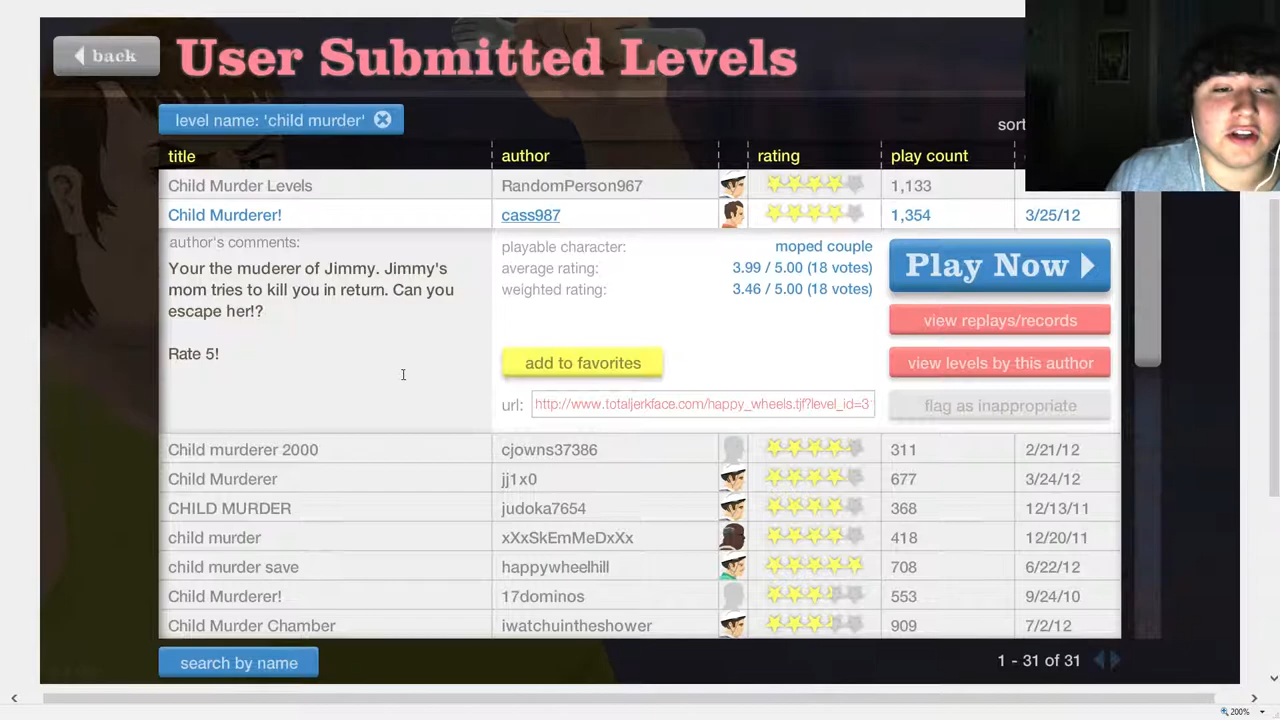 back
User Submitted Levels
level name: 'child murder'
sort
title author rating play count
Child Murder Levels RandomPerson967 1,133
Child Murderer! cass987 1,354 3/25/12
author's comments:
Your the muderer of Jimmy. Jimmy's
mom tries to kill you in return. Can you
escape her!?
Rate 5!
playable character: moped couple
average rating: 3.99 / 5.00 (18 votes)
weighted rating: 3.46 / 5.00 (18 votes)
add to favorites
url: http://www.totaljerkface.com/happy_wheels.tjf?level_id=3
Play Now
view replays/records
view levels by this author
flag as inappropriate
Child murderer 2000 cjowns37386 311 2/21/12
Child Murderer jj1x0 677 3/24/12
CHILD MURDER judoka7654 368 12/13/11
child murder xXxSkEmMeDxXx 418 12/20/11
child murder save happywheelhill 708 6/22/12
Child Murderer! 17dominos 553 9/24/10
Child Murder Chamber iwatchuintheshower 909 7/2/12
search by name
1 - 31 of 31
200%